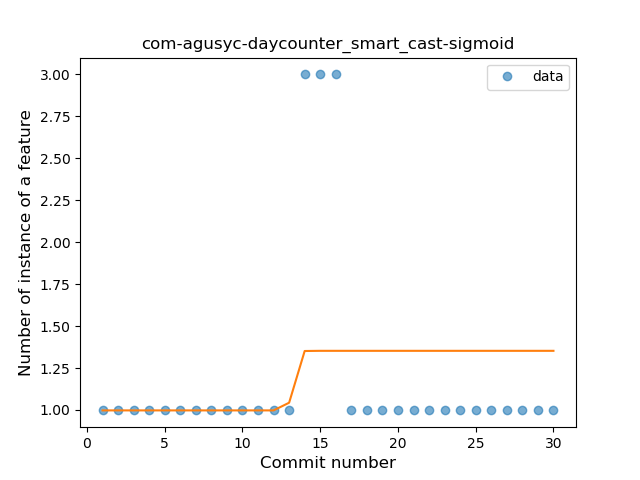 com-agusyc-daycounter_smart_cast-sigmoid
data
Number of instance of a feature
3.00
2.75
2.50
2.25
2.00
1.75
1.50
1.25
1.00
0 5 10 15 20 25 30
Commit number